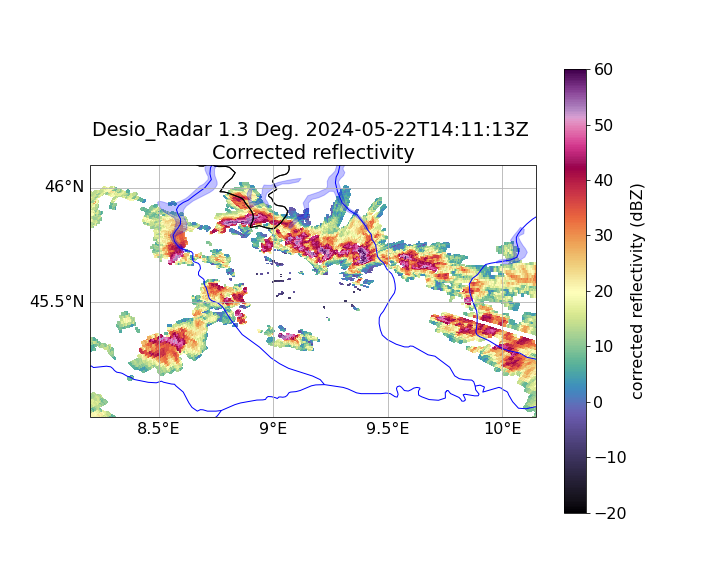 Desio_Radar 1.3 Deg. 2024-05-22T14:11:13Z
Corrected reflectivity
46°N
45.5°N
8.5°E
9°E
9.5°E
10°E
60
50
40
30
20
10
0
−10
−20
corrected reflectivity (dBZ)